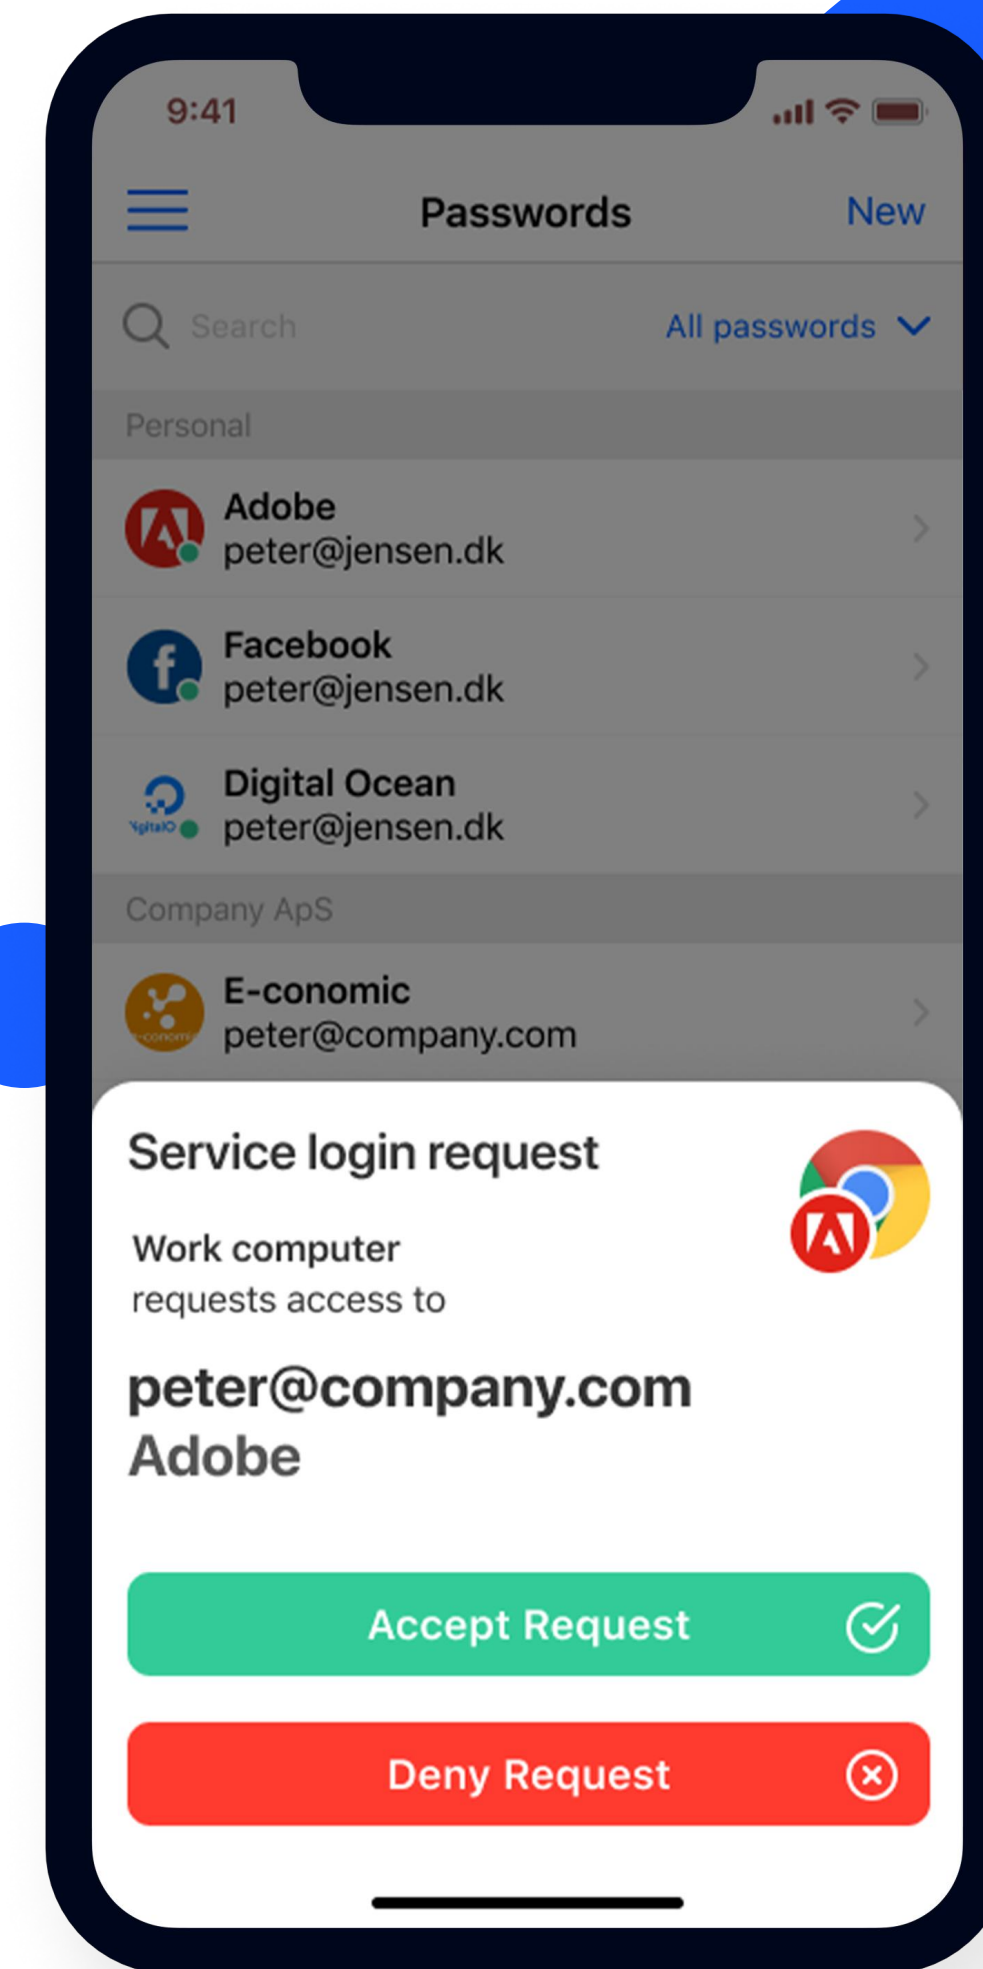 9:41
Passwords
New
Search
All passwords
Personal
Adobe
peter@jensen.dk
Facebook
peter@jensen.dk
Digital Ocean
peter@jensen.dk
Company ApS
E-conomic
peter@company.com
Service login request
Work computer
requests access to
peter@company.com
Adobe
Accept Request
Deny Request